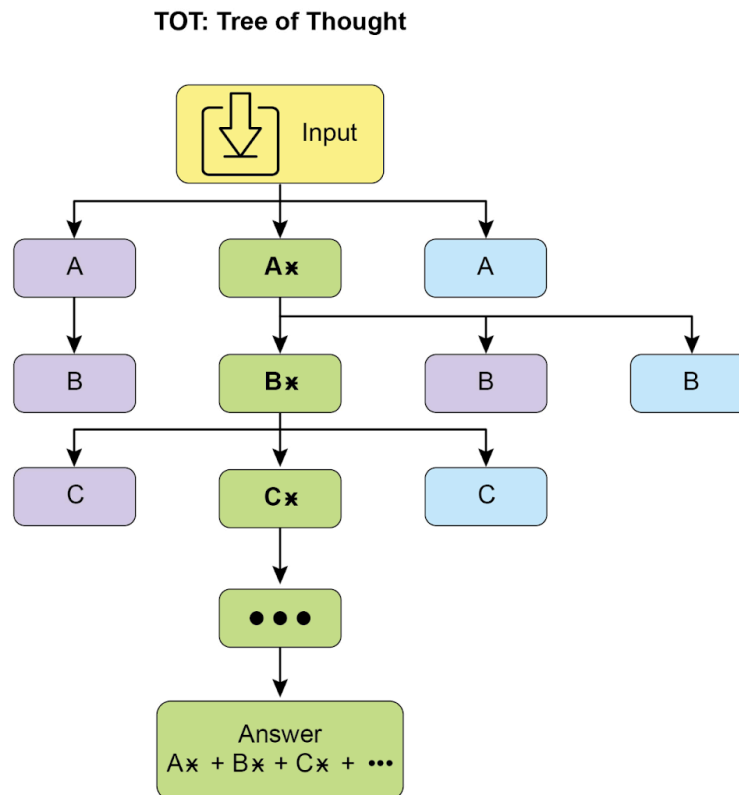 TOT: Tree of Thought
Input
A
A*
A
B
B*
B
B
C
C*
C
•••
Answer
A* + B* + C* + •••